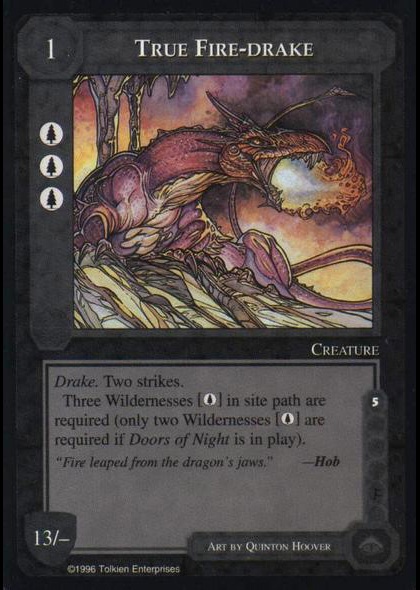 1
TRUE FIRE-DRAKE
CREATURE
Drake. Two strikes.
Three Wildernesses [] in site path are
required (only two Wildernesses [] are
required if Doors of Night is in play).
"Fire leaped from the dragon's jaws." —Hob
5
F
13/–
ART BY QUINTON HOOVER
©1996 Tolkien Enterprises